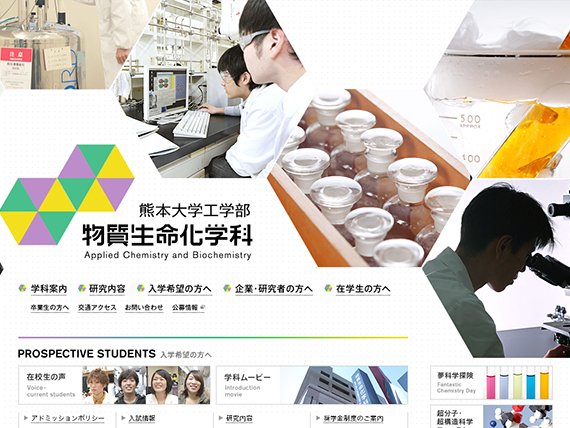 500
400
熊本大学工学部
物質生命化学科
Applied Chemistry and Biochemistry
学科案内 研究内容 入学希望の方へ 企業・研究者の方へ 在学生の方へ
卒業生の方へ 交通アクセス お問い合わせ 公募情報
PROSPECTIVE STUDENTS 入学希望の方へ
在校生の声
Voice-
current students
学科ムービー
Introduction
movie
夢科学探険
Fantastic
Chemistry Day
アドミッションポリシー 入試情報 研究内容 奨学金制度のご案内
超分子・
超構造科学